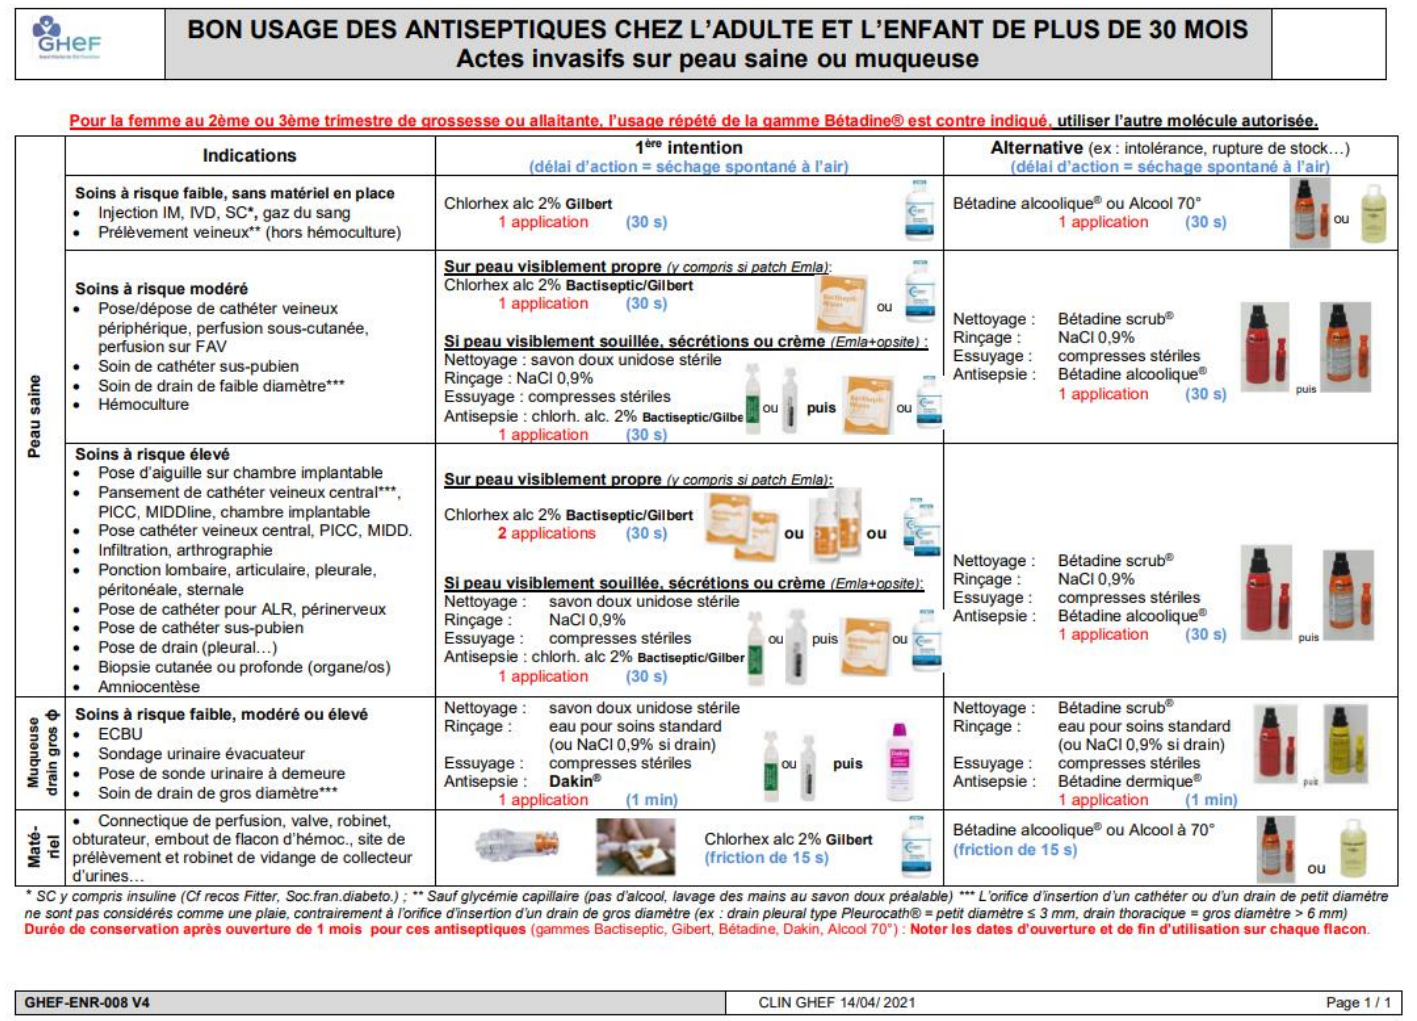 GHEF
BON USAGE DES ANTISEPTIQUES CHEZ L'ADULTE ET L'ENFANT DE PLUS DE 30 MOIS
Actes invasifs sur peau saine ou muqueuse
Pour la femme au 2ème ou 3ème trimestre de grossesse ou allaitante, l'usage répété de la gamme Bétadine® est contre indiqué, utiliser l'autre molécule autorisée.
Indications
1ère intention
(délai d'action = séchage spontané à l'air)
Alternative (ex : intolérance, rupture de stock…)
(délai d'action = séchage spontané à l'air)
Peau saine
Soins à risque faible, sans matériel en place
• Injection IM, IVD, SC*, gaz du sang
• Prélèvement veineux** (hors hémoculture)
Chlorhex alc 2% Gilbert
1 application (30 s)
Bétadine alcoolique® ou Alcool 70°
1 application (30 s)
ou
Soins à risque modéré
• Pose/dépose de cathéter veineux
périphérique, perfusion sous-cutanée,
perfusion sur FAV
• Soin de cathéter sus-pubien
• Soin de drain de faible diamètre***
• Hémoculture
Sur peau visiblement propre (y compris si patch Emla):
Chlorhex alc 2% Bactiseptic/Gilbert
1 application (30 s)
ou
Si peau visiblement souillée, sécrétions ou crème (Emla+opsite) :
Nettoyage : savon doux unidose stérile
Rinçage : NaCl 0,9%
Essuyage : compresses stériles
Antisepsie : chlorh. alc. 2% Bactiseptic/Gilbe
1 application (30 s)
ou puis ou
Nettoyage : Bétadine scrub®
Rinçage : NaCl 0,9%
Essuyage : compresses stériles
Antisepsie : Bétadine alcoolique®
1 application (30 s)
puis
Soins à risque élevé
• Pose d'aiguille sur chambre implantable
• Pansement de cathéter veineux central***,
PICC, MIDDline, chambre implantable
• Pose cathéter veineux central, PICC, MIDD.
• Infiltration, arthrographie
• Ponction lombaire, articulaire, pleurale,
péritonéale, sternale
• Pose de cathéter pour ALR, périnerveux
• Pose de cathéter sus-pubien
• Pose de drain (pleural…)
• Biopsie cutanée ou profonde (organe/os)
• Amniocentèse
Sur peau visiblement propre (y compris si patch Emla):
Chlorhex alc 2% Bactiseptic/Gilbert
2 applications (30 s)
ou ou
Si peau visiblement souillée, sécrétions ou crème (Emla+opsite):
Nettoyage : savon doux unidose stérile
Rinçage : NaCl 0,9%
Essuyage : compresses stériles
Antisepsie : chlorh. alc 2% Bactiseptic/Gilber
1 application (30 s)
ou puis ou
Nettoyage : Bétadine scrub®
Rinçage : NaCl 0,9%
Essuyage : compresses stériles
Antisepsie : Bétadine alcoolique®
1 application (30 s)
puis
Muqueuse
drain gros Φ
Soins à risque faible, modéré ou élevé
• ECBU
• Sondage urinaire évacuateur
• Pose de sonde urinaire à demeure
• Soin de drain de gros diamètre***
Nettoyage : savon doux unidose stérile
Rinçage : eau pour soins standard
(ou NaCl 0,9% si drain)
Essuyage : compresses stériles
Antisepsie : Dakin®
1 application (1 min)
ou puis
Nettoyage : Bétadine scrub®
Rinçage : eau pour soins standard
(ou NaCl 0,9% si drain)
Essuyage : compresses stériles
Antisepsie : Bétadine dermique®
1 application (1 min)
puis
Maté-
riel
• Connectique de perfusion, valve, robinet,
obturateur, embout de flacon d'hémoc., site de
prélèvement et robinet de vidange de collecteur
d'urines…
Chlorhex alc 2% Gilbert
(friction de 15 s)
Bétadine alcoolique® ou Alcool à 70°
(friction de 15 s)
ou
* SC y compris insuline (Cf recos Fitter, Soc.fran.diabeto.) ; ** Sauf glycémie capillaire (pas d'alcool, lavage des mains au savon doux préalable) *** L'orifice d'insertion d'un cathéter ou d'un drain de petit diamètre
ne sont pas considérés comme une plaie, contrairement à l'orifice d'insertion d'un drain de gros diamètre (ex : drain pleural type Pleurocath® = petit diamètre ≤ 3 mm, drain thoracique = gros diamètre > 6 mm)
Durée de conservation après ouverture de 1 mois pour ces antiseptiques (gammes Bactiseptic, Gibert, Bétadine, Dakin, Alcool 70°) : Noter les dates d'ouverture et de fin d'utilisation sur chaque flacon.
GHEF-ENR-008 V4
CLIN GHEF 14/04/ 2021
Page 1 / 1